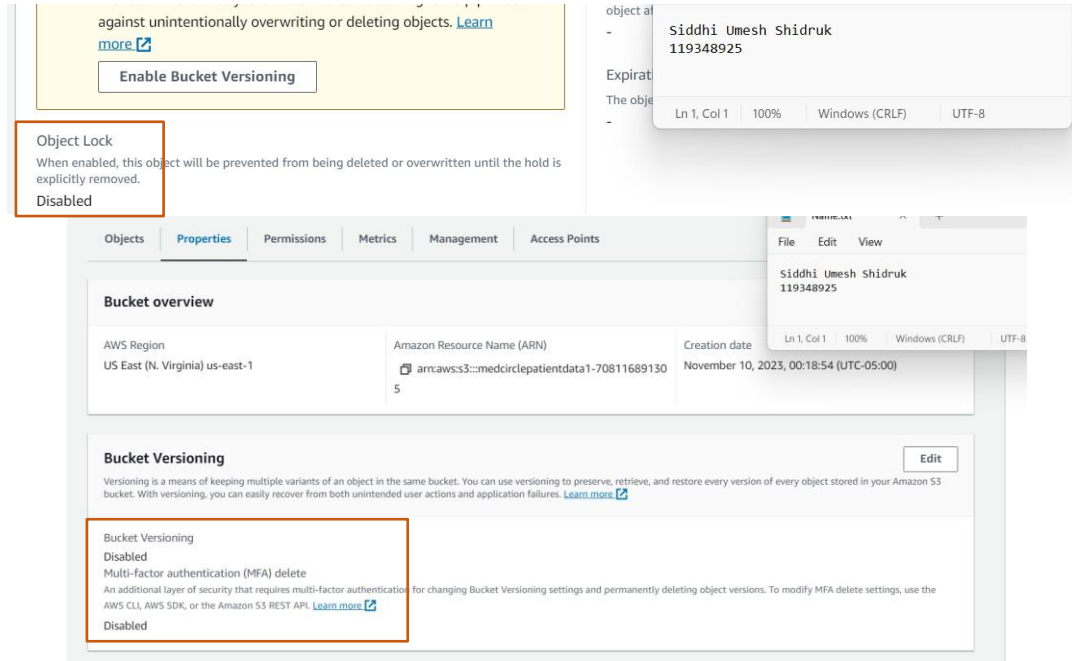 against unintentionally overwriting or deleting objects. Learn
more
Enable Bucket Versioning
Object Lock
When enabled, this object will be prevented from being deleted or overwritten until the hold is
explicitly removed.
Disabled
object af
-
Expirat
The obje
-
Siddhi Umesh Shidruk
119348925
Ln 1, Col 1 100% Windows (CRLF) UTF-8
Objects Properties Permissions Metrics Management Access Points
Name.txt
File Edit View
Siddhi Umesh Shidruk
119348925
Ln 1, Col 1 100% Windows (CRLF) UTF-8
Bucket overview
AWS Region
US East (N. Virginia) us-east-1
Amazon Resource Name (ARN)
arn:aws:s3:::medcirclepatientdata1-70811689130
5
Creation date
November 10, 2023, 00:18:54 (UTC-05:00)
Bucket Versioning
Edit
Versioning is a means of keeping multiple variants of an object in the same bucket. You can use versioning to preserve, retrieve, and restore every version of every object stored in your Amazon S3
bucket. With versioning, you can easily recover from both unintended user actions and application failures. Learn more
Bucket Versioning
Disabled
Multi-factor authentication (MFA) delete
An additional layer of security that requires multi-factor authentication for changing Bucket Versioning settings and permanently deleting object versions. To modify MFA delete settings, use the
AWS CLI, AWS SDK, or the Amazon S3 REST API. Learn more
Disabled